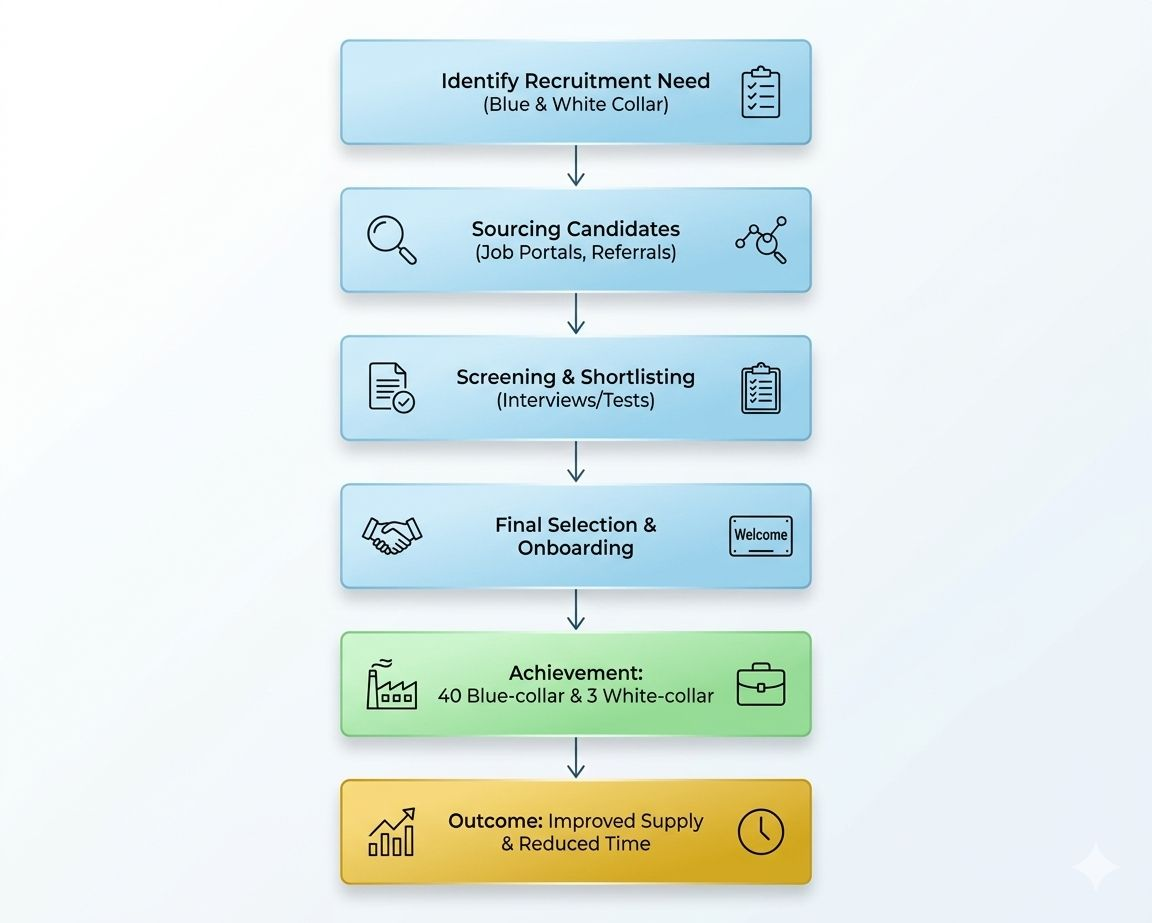 Identify Recruitment Need
(Blue & White Collar)
Sourcing Candidates
(Job Portals, Referrals)
Screening & Shortlisting
(Interviews/Tests)
Final Selection &
Onboarding
Welcome
Achievement:
40 Blue-collar & 3 White-collar
Outcome: Improved Supply
& Reduced Time